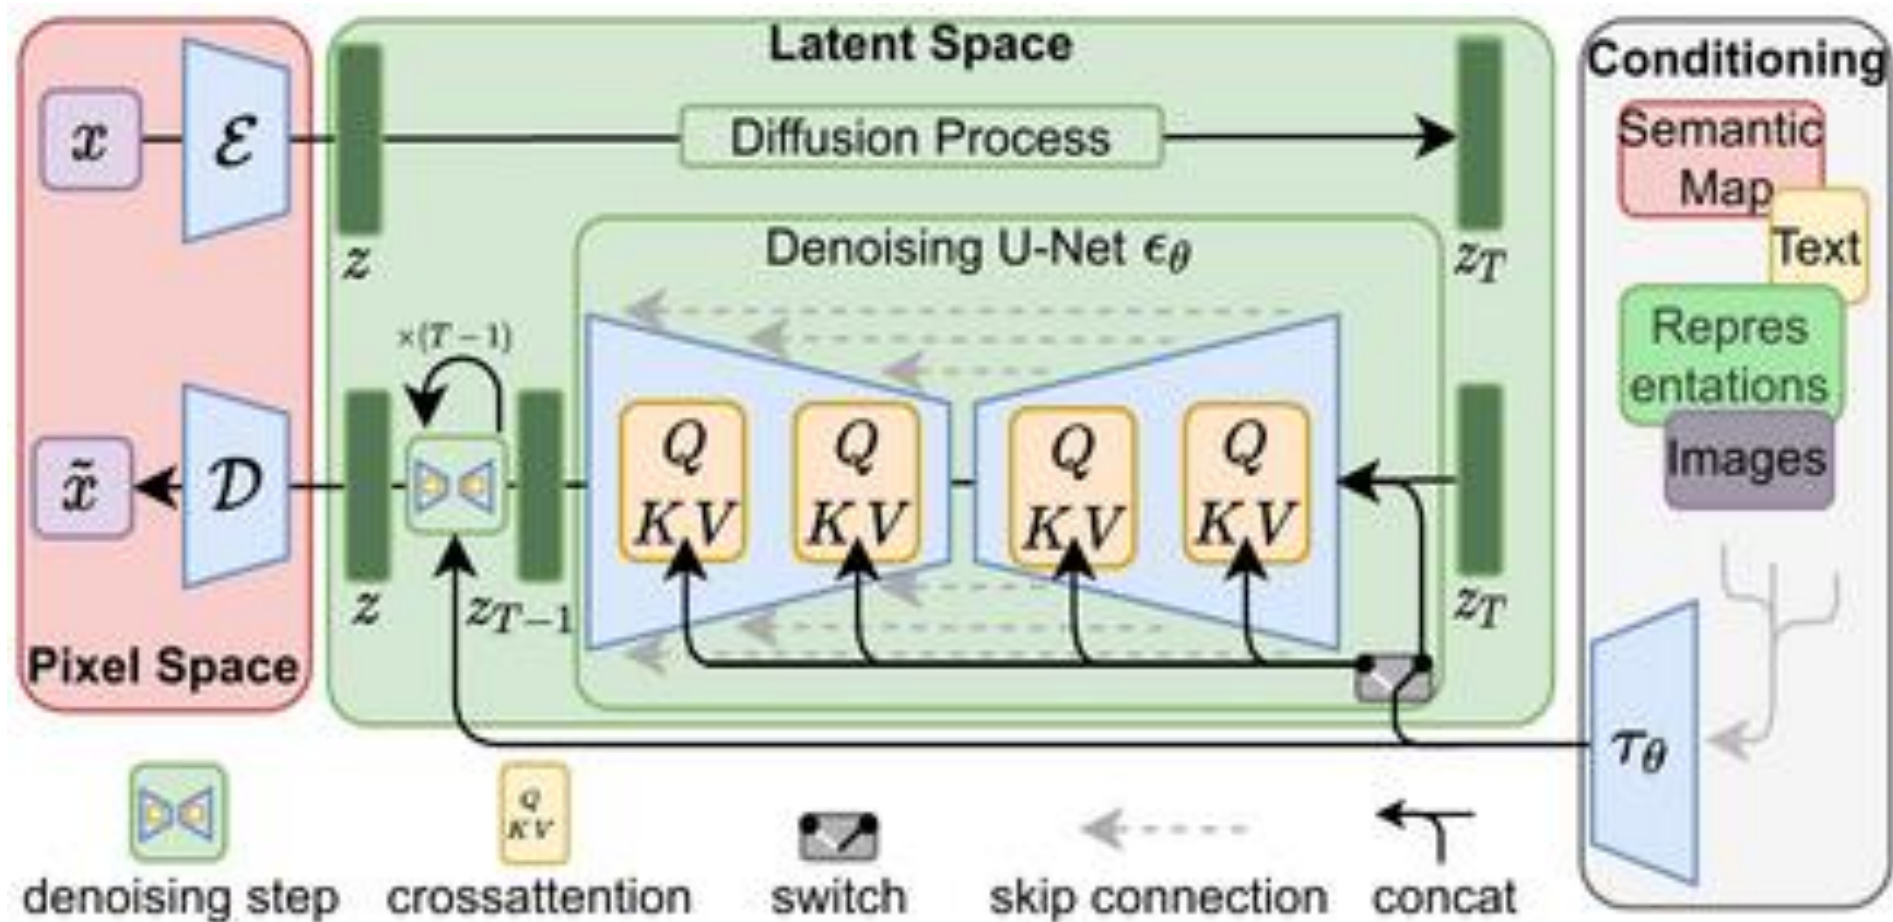 Latent Space
Conditioning
x
ℰ
Diffusion Process
z
z_T
Semantic
Map
Text
Repres
entations
Images
Denoising U-Net ϵ_θ
×(T−1)
x̃
𝒟
Q
KV
Q
KV
Q
KV
Q
KV
z
z_{T−1}
z_T
Pixel Space
τ_θ
Q
KV
denoising step
crossattention
switch
skip connection
concat